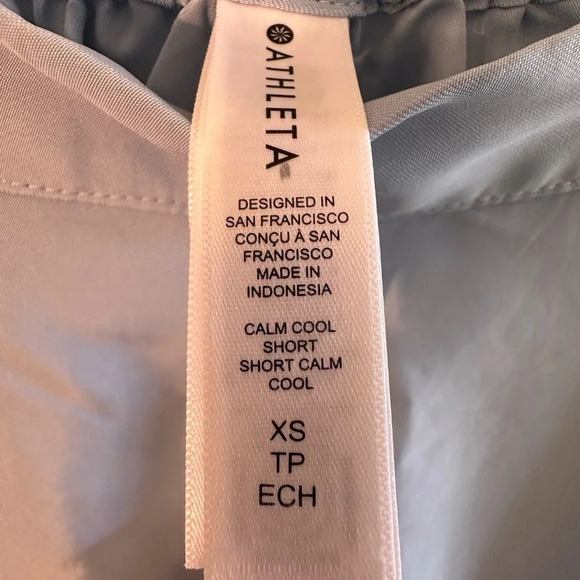 ATHLETA
DESIGNED IN
SAN FRANCISCO
CONÇU À SAN
FRANCISCO
MADE IN
INDONESIA
CALM COOL
SHORT
SHORT CALM
COOL
XS
TP
ECH